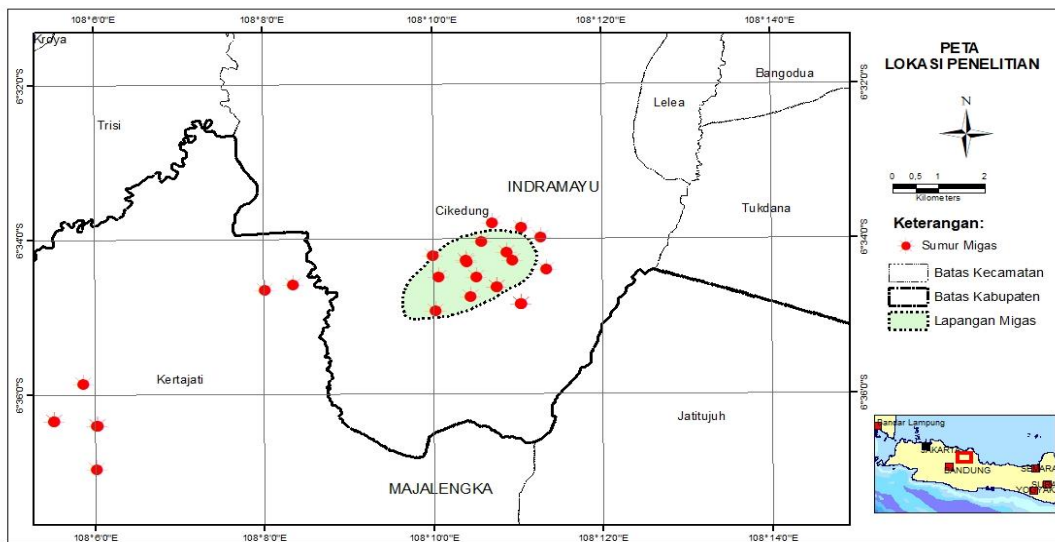 108°6'0"E 108°8'0"E 108°10'0"E 108°12'0"E 108°14'0"E
Kroya
6°32'0"S
6°32'0"S
Bangodua
Lelea
Trisi
INDRAMAYU
Cikedung
Tukdana
6°34'0"S
6°34'0"S
Kertajati
6°36'0"S
6°36'0"S
Jatitujuh
MAJALENGKA
108°6'0"E 108°8'0"E 108°10'0"E 108°12'0"E 108°14'0"E
PETA
LOKASI PENELITIAN
N
0 0,5 1 2
Kilometers
Keterangan:
Sumur Migas
Batas Kecamatan
Batas Kabupaten
Lapangan Migas
Bandar Lampung
JAKARTA
BANDUNG
SEMARA
SURA
YOGYAK